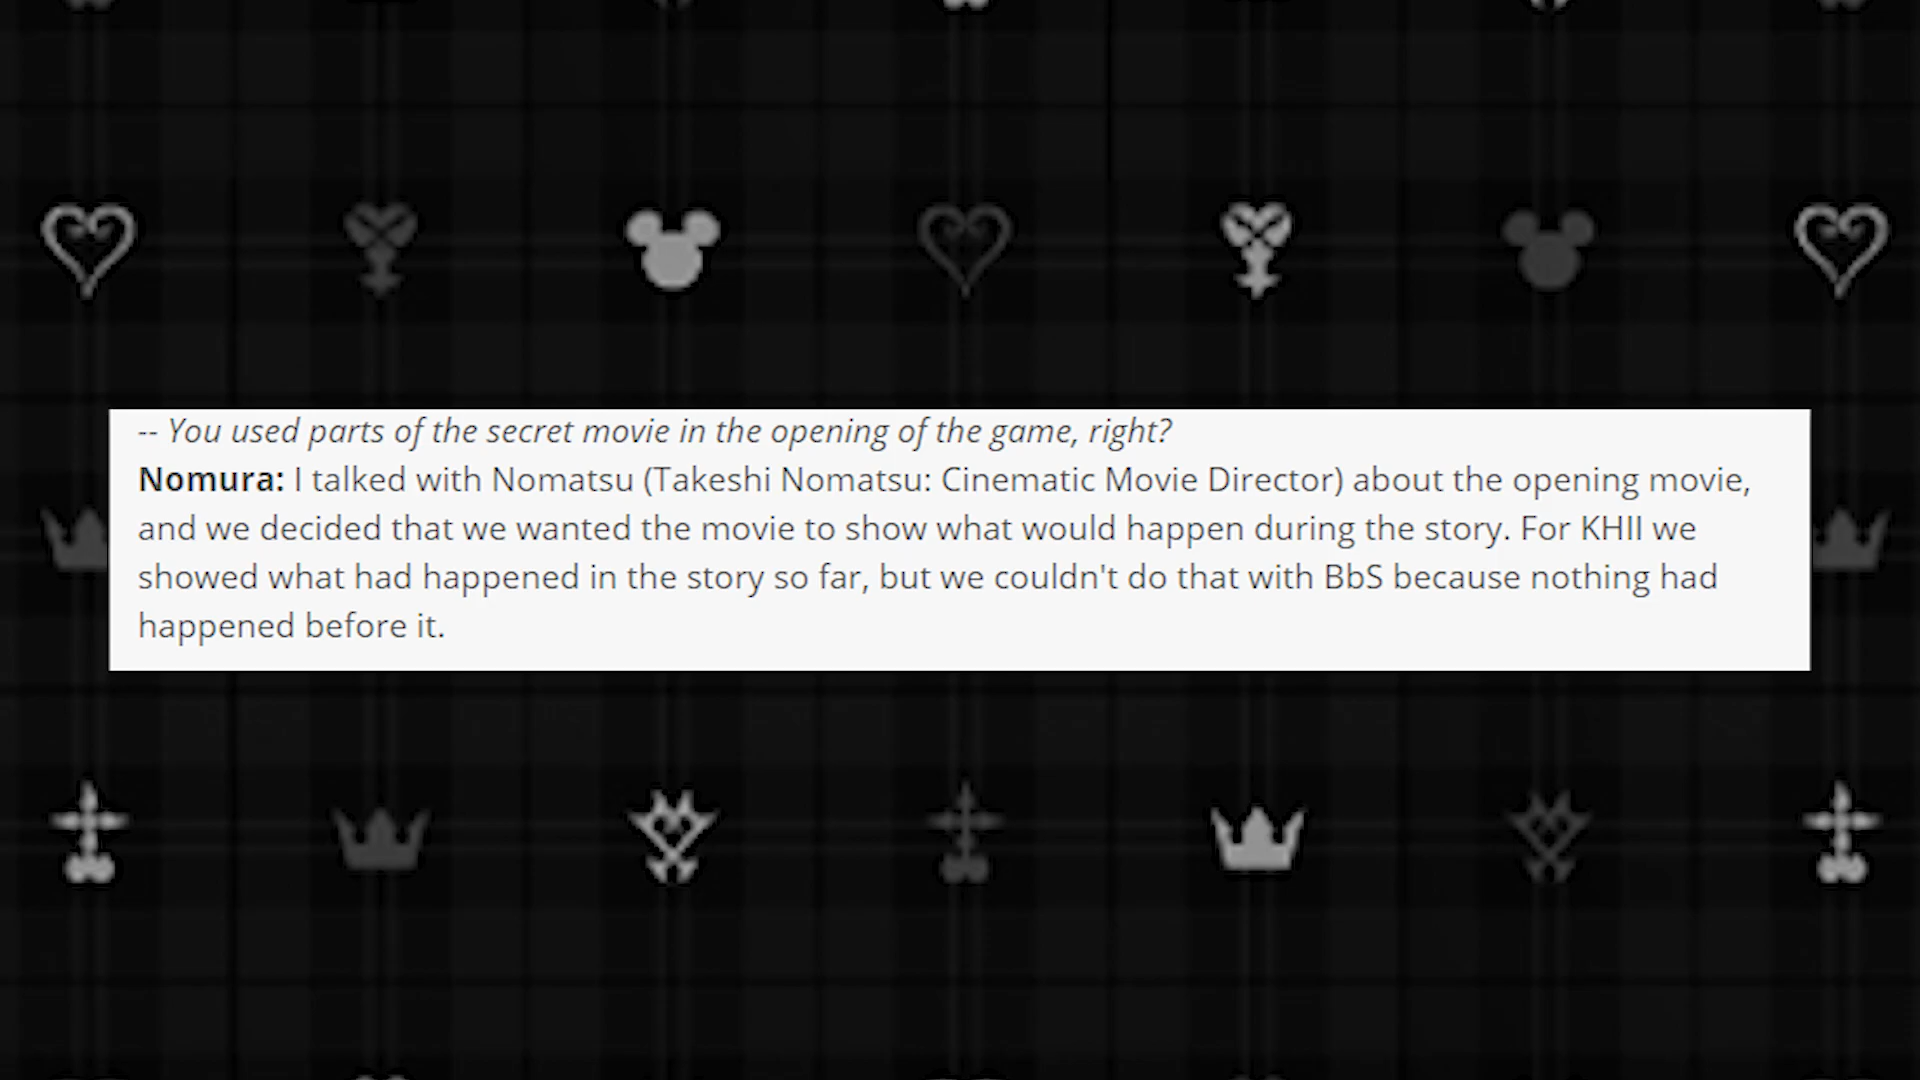 -- You used parts of the secret movie in the opening of the game, right?
Nomura: I talked with Nomatsu (Takeshi Nomatsu: Cinematic Movie Director) about the opening movie,
and we decided that we wanted the movie to show what would happen during the story. For KHII we
showed what had happened in the story so far, but we couldn't do that with BbS because nothing had
happened before it.